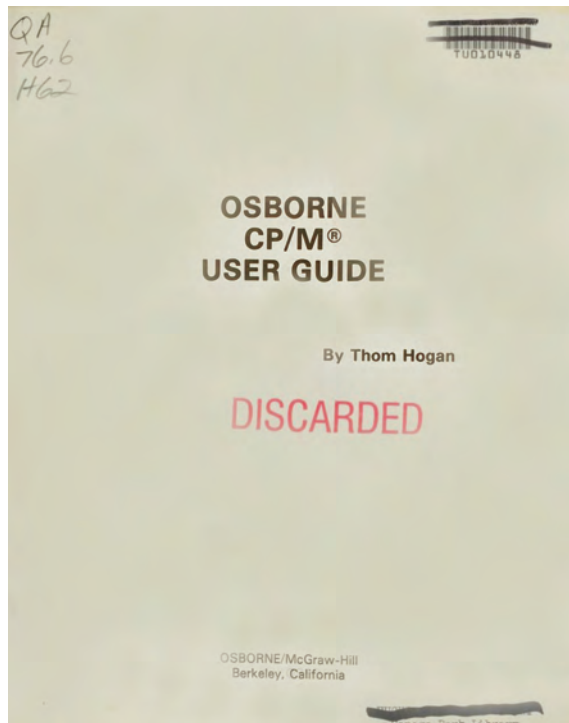 QA
76.6
H62
TU010448
OSBORNE
CP/M®
USER GUIDE
By Thom Hogan
DISCARDED
OSBORNE/McGraw-Hill
Berkeley, California